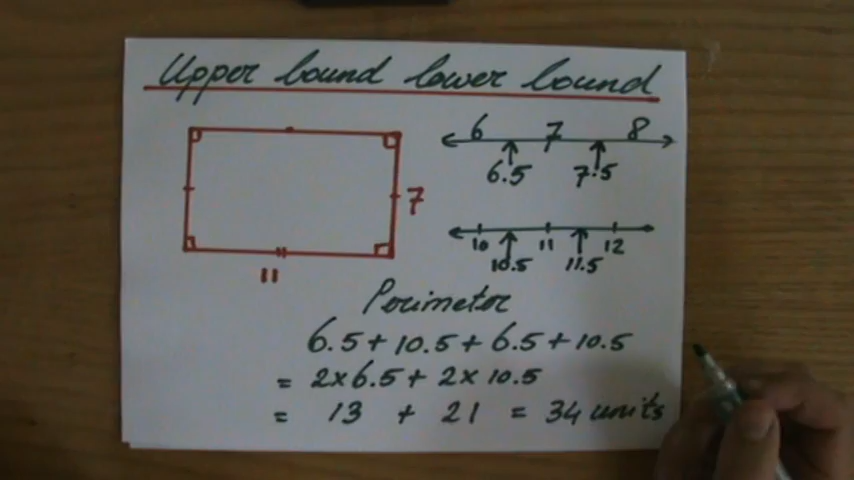 Upper bound lower bound
6 7 8
6.5 7.5
7
10 11 12
10.5 11.5
11
Perimeter
6.5 + 10.5 + 6.5 + 10.5
= 2×6.5 + 2×10.5
= 13 + 21 = 34 units